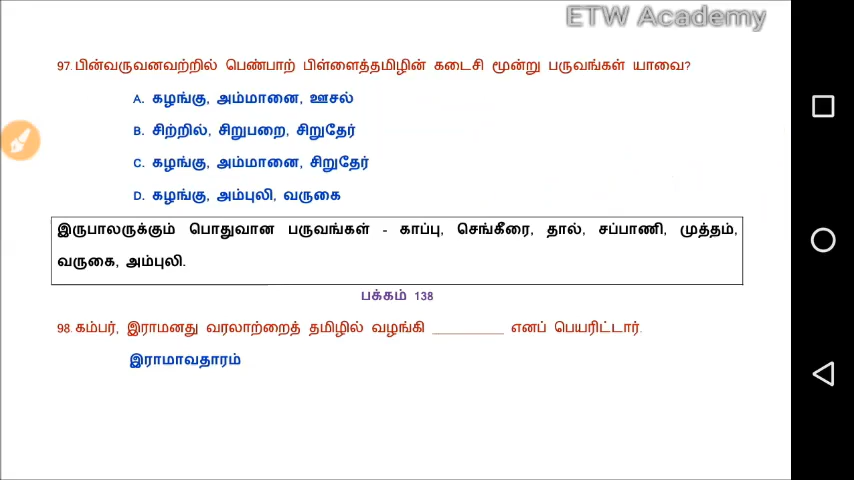 ETW Academy
97. பின்வருவனவற்றில் பெண்பாற் பிள்ளைத்தமிழின் கடைசி மூன்று பருவங்கள் யாவை?
A. கழங்கு, அம்மானை, ஊசல்
B. சிற்றில், சிறுபறை, சிறுதேர்
C. கழங்கு, அம்மானை, சிறுதேர்
D. கழங்கு, அம்புலி, வருகை
இருபாலருக்கும் பொதுவான பருவங்கள் - காப்பு, செங்கீரை, தால், சப்பாணி, முத்தம்,
வருகை, அம்புலி.
பக்கம் 138
98. கம்பர், இராமனது வரலாற்றைத் தமிழில் வழங்கி __________ எனப் பெயரிட்டார்.
இராமாவதாரம்